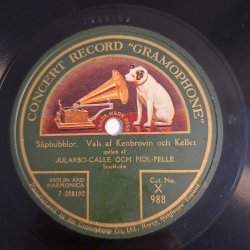 CONCERT RECORD "GRAMOPHONE"
Såpbubblor. Vals af Kenbrovin och Kellet
speladt af
JULARBO-CALLE OCH FIOL-PELLE
Stockholm
VIOLIN AND
HARMONICA
7-288192
Cat. No.
X
988